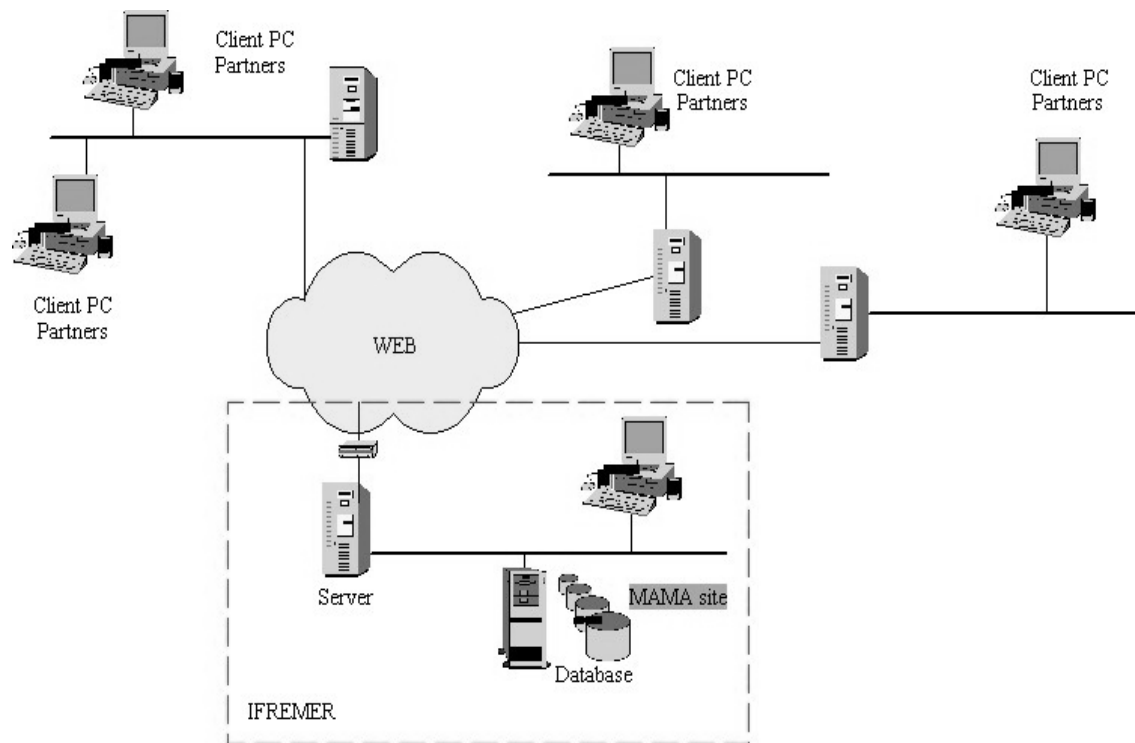 Client PC
Partners
Client PC
Partners
Client PC
Partners
Client PC
Partners
WEB
Server
MAMA site
Database
IFREMER